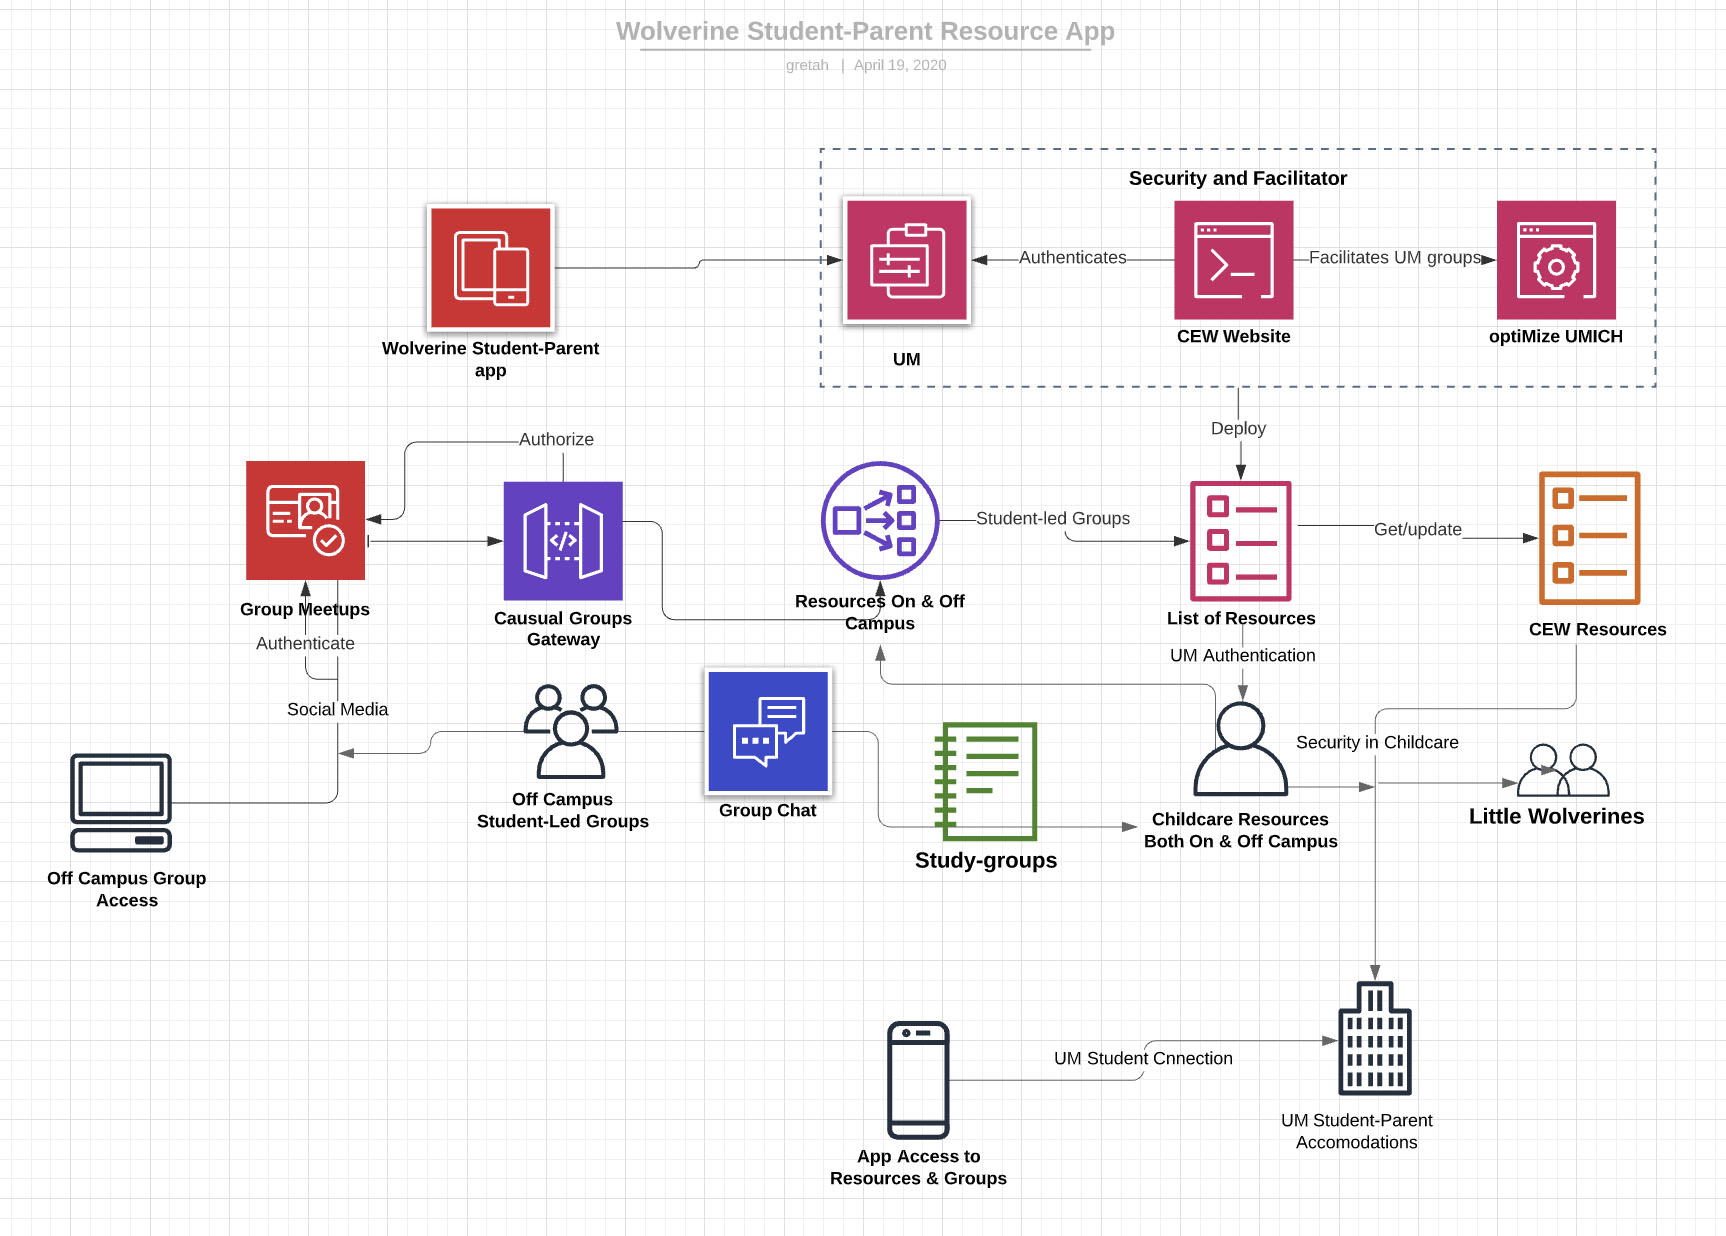 Wolverine Student-Parent Resource App
gretah | April 19, 2020
Security and Facilitator
Authenticates
Facilitates UM groups
Wolverine Student-Parent
app
UM
CEW Website
optiMize UMICH
Deploy
Authorize
Student-led Groups
Get/update
Group Meetups
Causual Groups
Gateway
Resources On & Off
Campus
List of Resources
CEW Resources
Authenticate
UM Authentication
Social Media
Security in Childcare
Off Campus
Student-Led Groups
Group Chat
Study-groups
Childcare Resources
Both On & Off Campus
Little Wolverines
Off Campus Group
Access
UM Student Cnnection
UM Student-Parent
Accomodations
App Access to
Resources & Groups